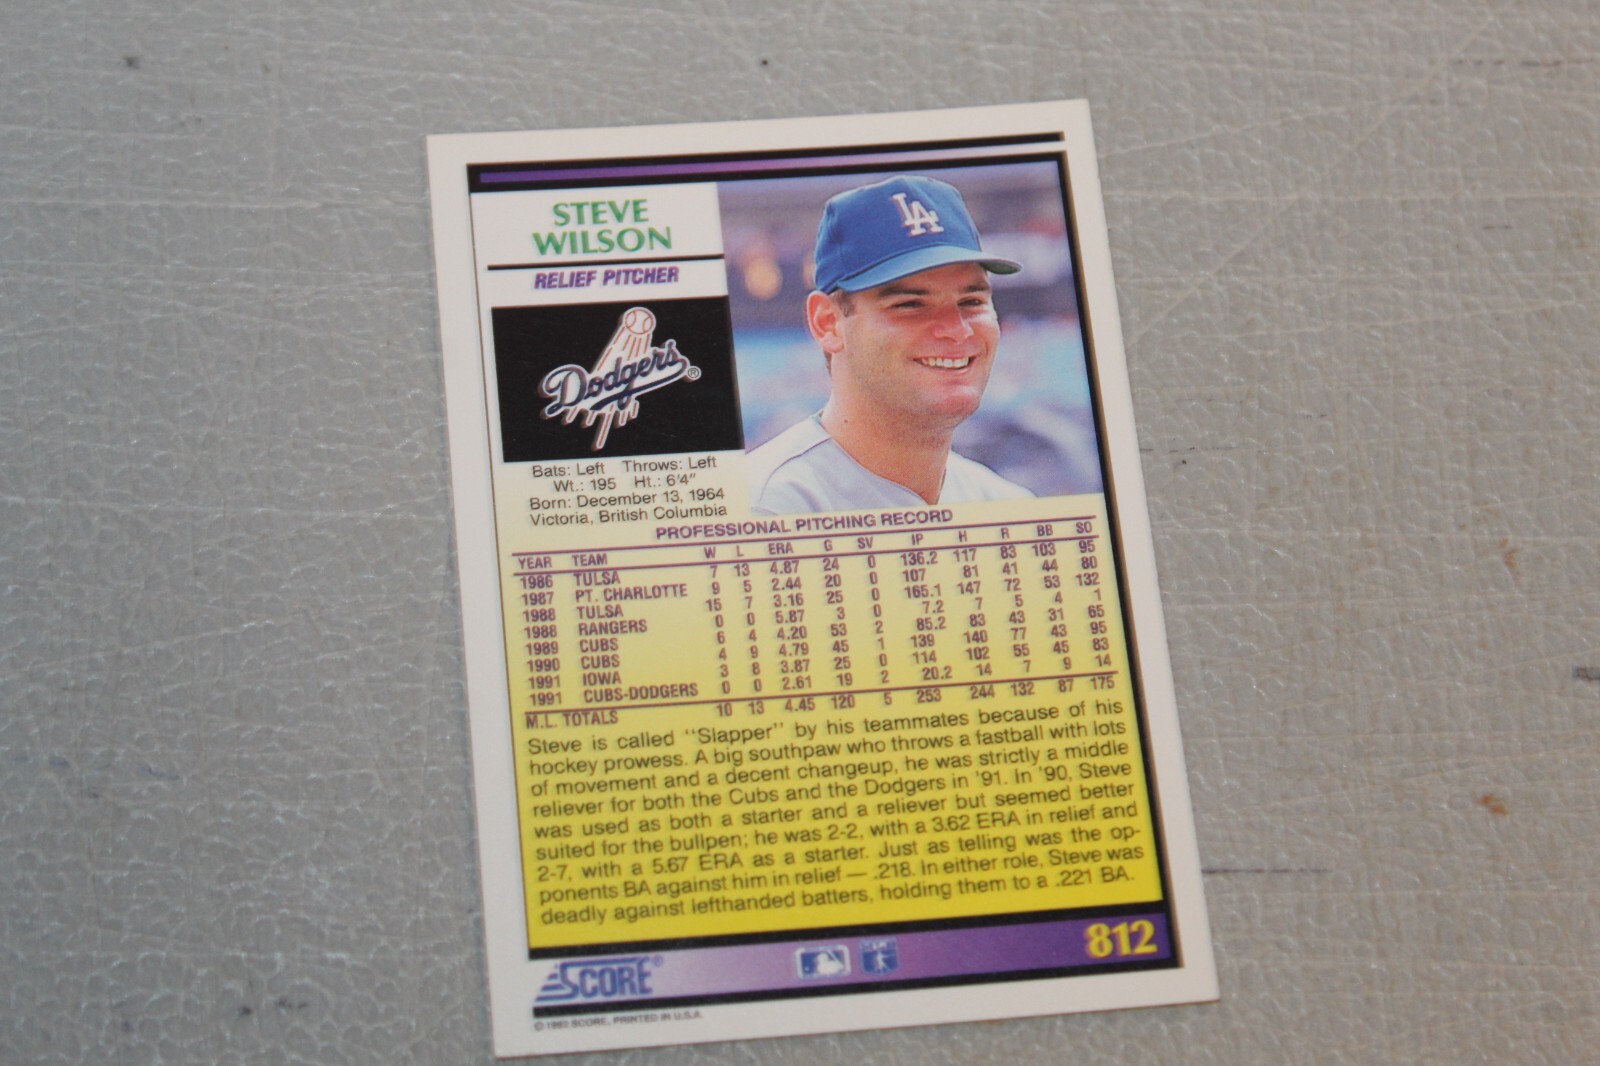 STEVE
WILSON
RELIEF PITCHER
LA
Dodgers®
Bats: Left Throws: Left
Wt.: 195 Ht.: 6'4"
Born: December 13, 1964
Victoria, British Columbia
PROFESSIONAL PITCHING RECORD
YEAR TEAM W L ERA G SV IP H R BB SO
1986 TULSA 7 13 4.87 24 0 136.2 117 83 103 95
1987 PT. CHARLOTTE 9 5 2.44 20 0 107 81 41 44 80
1988 TULSA 15 7 3.16 25 0 165.1 147 72 53 132
1988 RANGERS 0 0 5.87 3 0 7.2 7 5 4 1
1989 CUBS 6 4 4.20 53 2 85.2 83 43 31 65
1990 CUBS 4 9 4.79 45 1 139 140 77 43 95
1991 IOWA 3 8 3.87 25 0 114 102 55 45 83
1991 CUBS-DODGERS 0 0 2.61 19 2 20.2 14 7 9 14
M.L. TOTALS 10 13 4.45 120 5 253 244 132 87 175
Steve is called "Slapper" by his teammates because of his
hockey prowess. A big southpaw who throws a fastball with lots
of movement and a decent changeup, he was strictly a middle
reliever for both the Cubs and the Dodgers in '91. In '90, Steve
was used as both a starter and a reliever but seemed better
suited for the bullpen; he was 2-2, with a 3.62 ERA in relief and
2-7, with a 5.67 ERA as a starter. Just as telling was the op-
ponents BA against him in relief — .218. In either role, Steve was
deadly against lefthanded batters, holding them to a .221 BA.
812
SCORE®
© SCORE, PRINTED IN U.S.A.